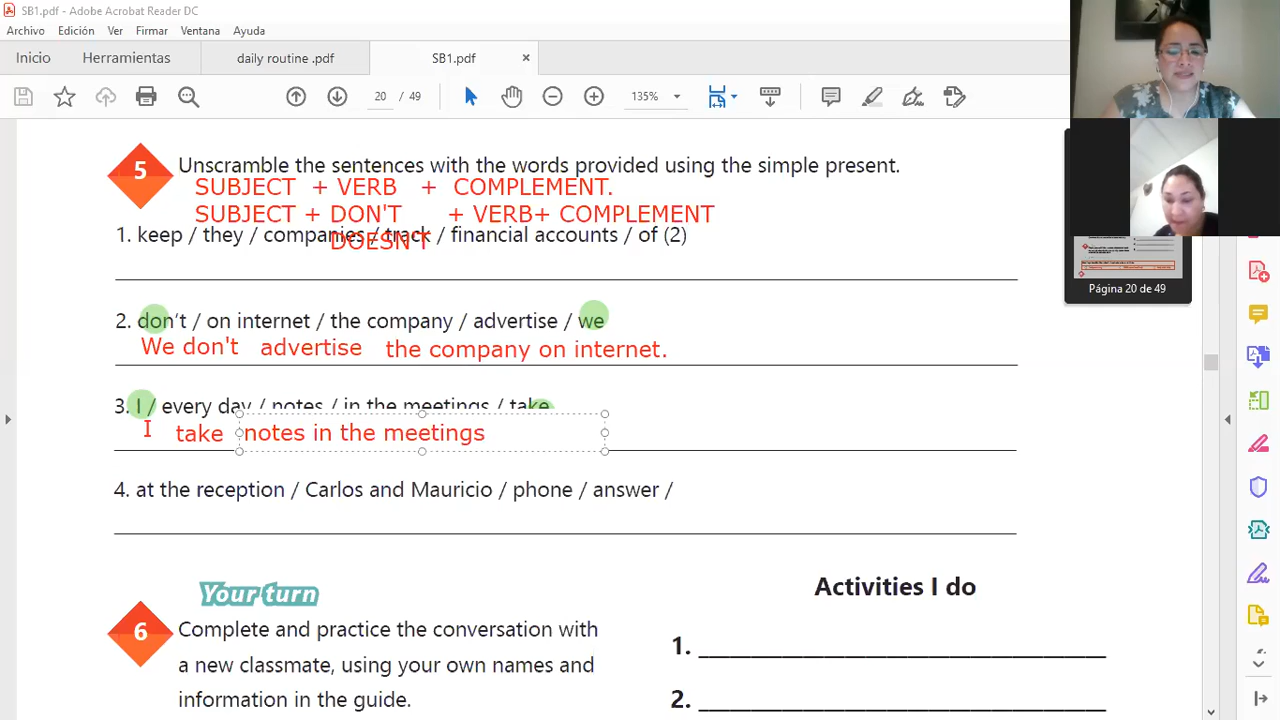 SB1.pdf - Adobe Acrobat Reader DC
Archivo Edición Ver Firmar Ventana Ayuda
Inicio Herramientas daily routine .pdf SB1.pdf ×
20 / 49 135%
5 Unscramble the sentences with the words provided using the simple present.
SUBJECT + VERB + COMPLEMENT.
SUBJECT + DON'T + VERB+ COMPLEMENT
DOESN'T
1. keep / they / companies / track / financial accounts / of (2)
2. don't / on internet / the company / advertise / we
We don't advertise the company on internet.
3. I / every day / notes / in the meetings / take
I take notes in the meetings
4. at the reception / Carlos and Mauricio / phone / answer /
Your turn
6 Complete and practice the conversation with
a new classmate, using your own names and
information in the guide.
Activities I do
1.
2.
Página 20 de 49